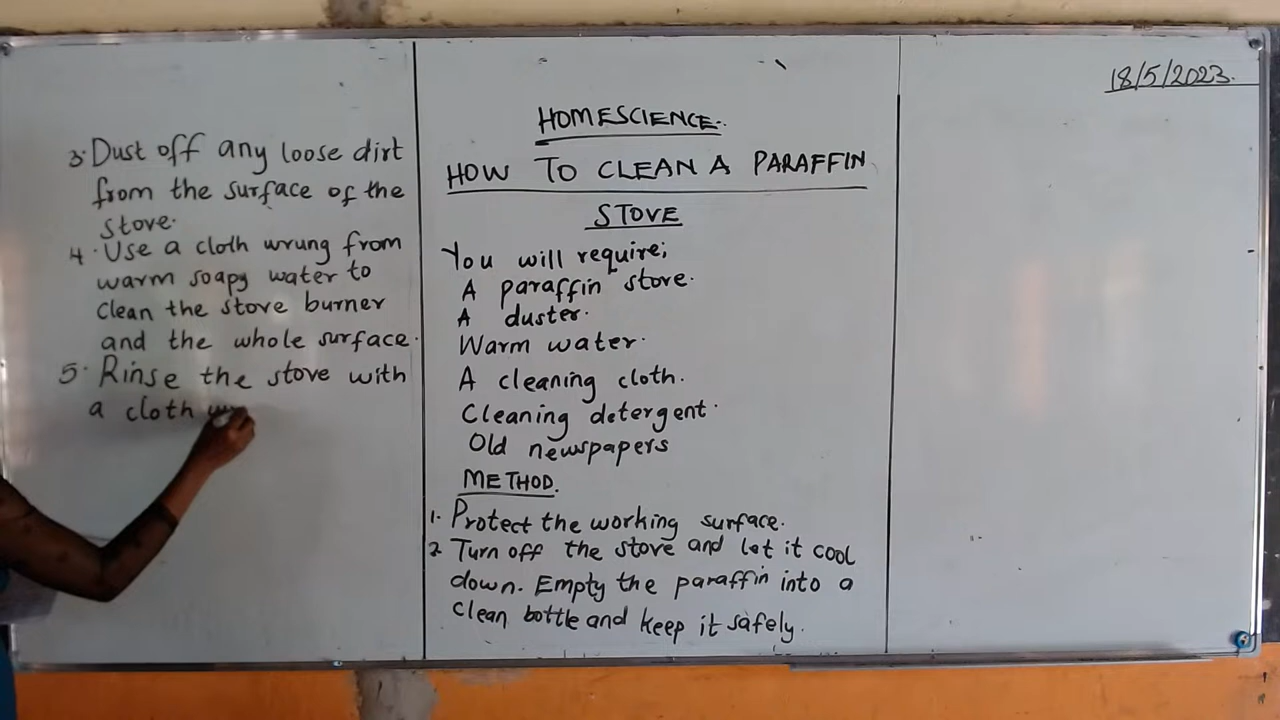 18/5/2023.
HOMESCIENCE.
HOW TO CLEAN A PARAFFIN
STOVE
You will require;
A paraffin stove.
A duster.
Warm water.
A cleaning cloth.
Cleaning detergent.
Old newspapers
METHOD.
1. Protect the working surface.
2 Turn off the stove and let it cool
down. Empty the paraffin into a
clean bottle and keep it safely.
3. Dust off any loose dirt
from the surface of the
stove.
4. Use a cloth wrung from
warm soapy water to
clean the stove burner
and the whole surface.
5. Rinse the stove with
a cloth